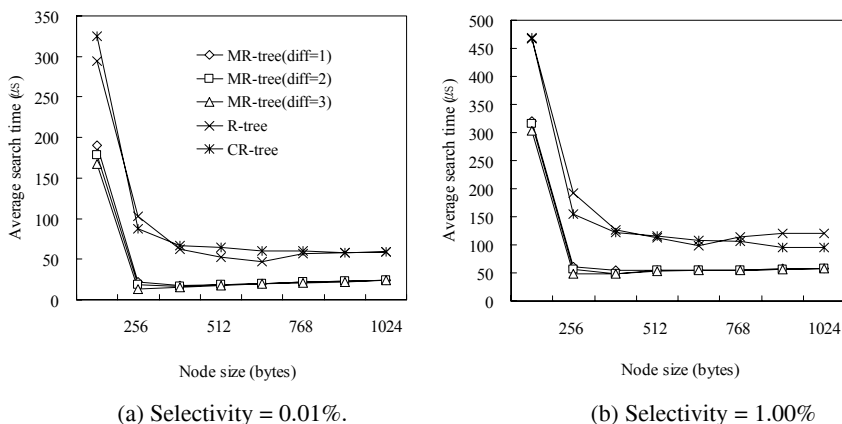 350
300
250
200
150
100
50
0
Average search time (μs)
MR-tree(diff=1)
MR-tree(diff=2)
MR-tree(diff=3)
R-tree
CR-tree
256 512 768 1024
Node size (bytes)
(a) Selectivity = 0.01%.
500
450
400
350
300
250
200
150
100
50
0
Average search time (μs)
256 512 768 1024
Node size (bytes)
(b) Selectivity = 1.00%